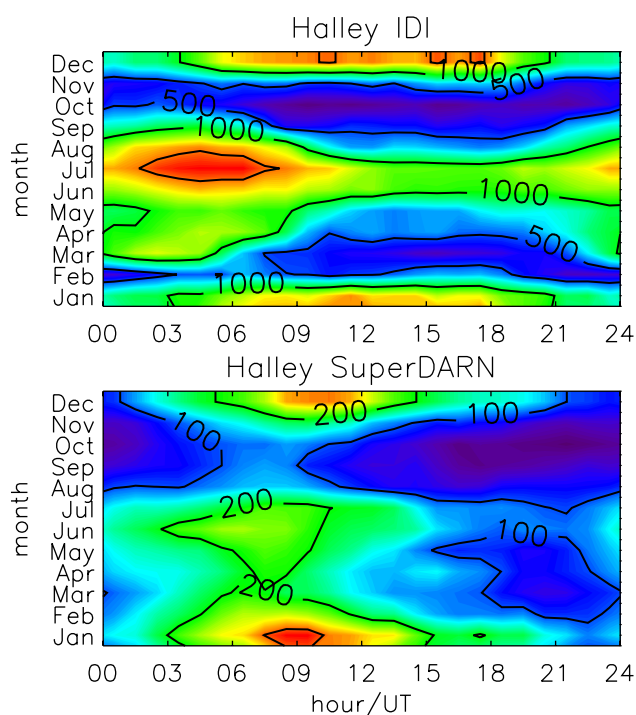 Halley IDI
Dec
Nov
Oct
Sep
Aug
Jul
Jun
May
Apr
Mar
Feb
Jan
month
1000
500
500
1000
1000
500
1000
00 03 06 09 12 15 18 21 24
Halley SuperDARN
Dec
Nov
Oct
Sep
Aug
Jul
Jun
May
Apr
Mar
Feb
Jan
month
200
100
100
200
100
200
00 03 06 09 12 15 18 21 24
hour/UT